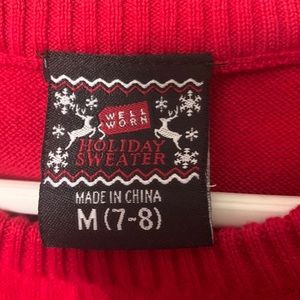 WELL
WORN
HOLIDAY
SWEATER
MADE IN CHINA
M (7-8)